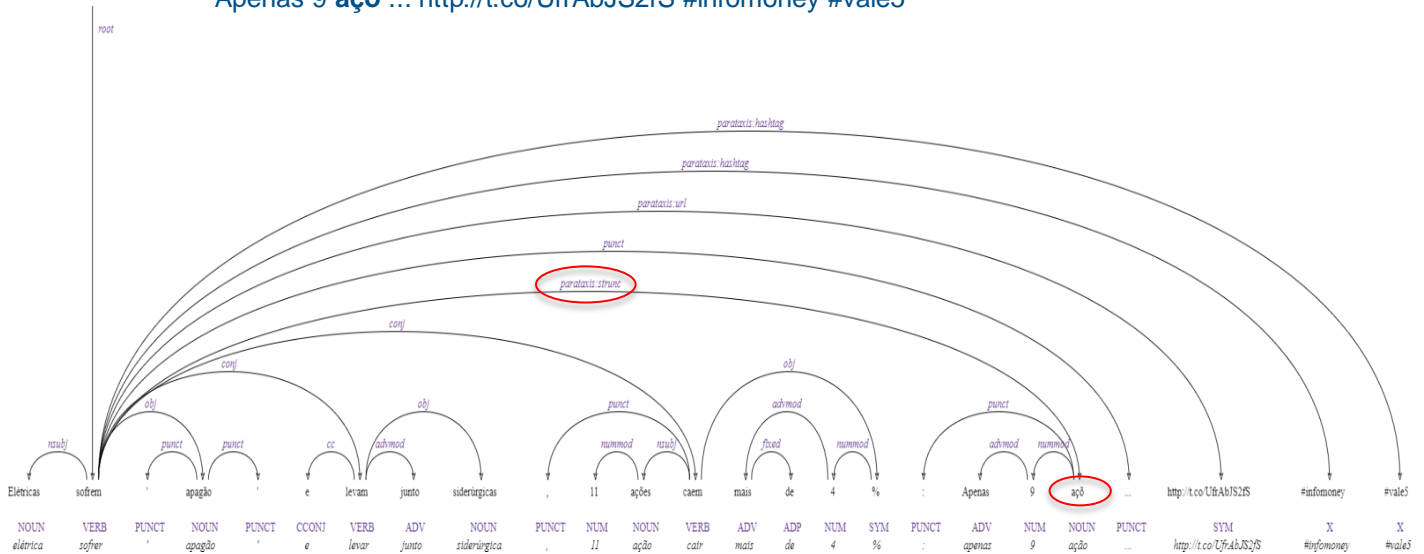 Apenas 9 açõ ... http://t.co/UfrAbJS2fS #infomoney #vale5
root
parataxis:hashtag
parataxis:hashtag
parataxis:url
punct
parataxis:strunc
conj
conj obj
obj obj punct advmod punct
nsubj punct punct cc advmod nummod nsubj fixed nummod advmod nummod
Elétricas sofrem ' apagão ' e levam junto siderúrgicas , 11 ações caem mais de 4 % : Apenas 9 açõ ... http://t.co/UfrAbJS2fS #infomoney #vale5
NOUN VERB PUNCT NOUN PUNCT CCONJ VERB ADV NOUN PUNCT NUM NOUN VERB ADV ADP NUM SYM PUNCT ADV NUM NOUN PUNCT SYM X X
elétrica sofrer ' apagão ' e levar junto siderúrgica , 11 ação cair mais de 4 % : apenas 9 ação ... http://t.co/UfrAbJS2fS #infomoney #vale5